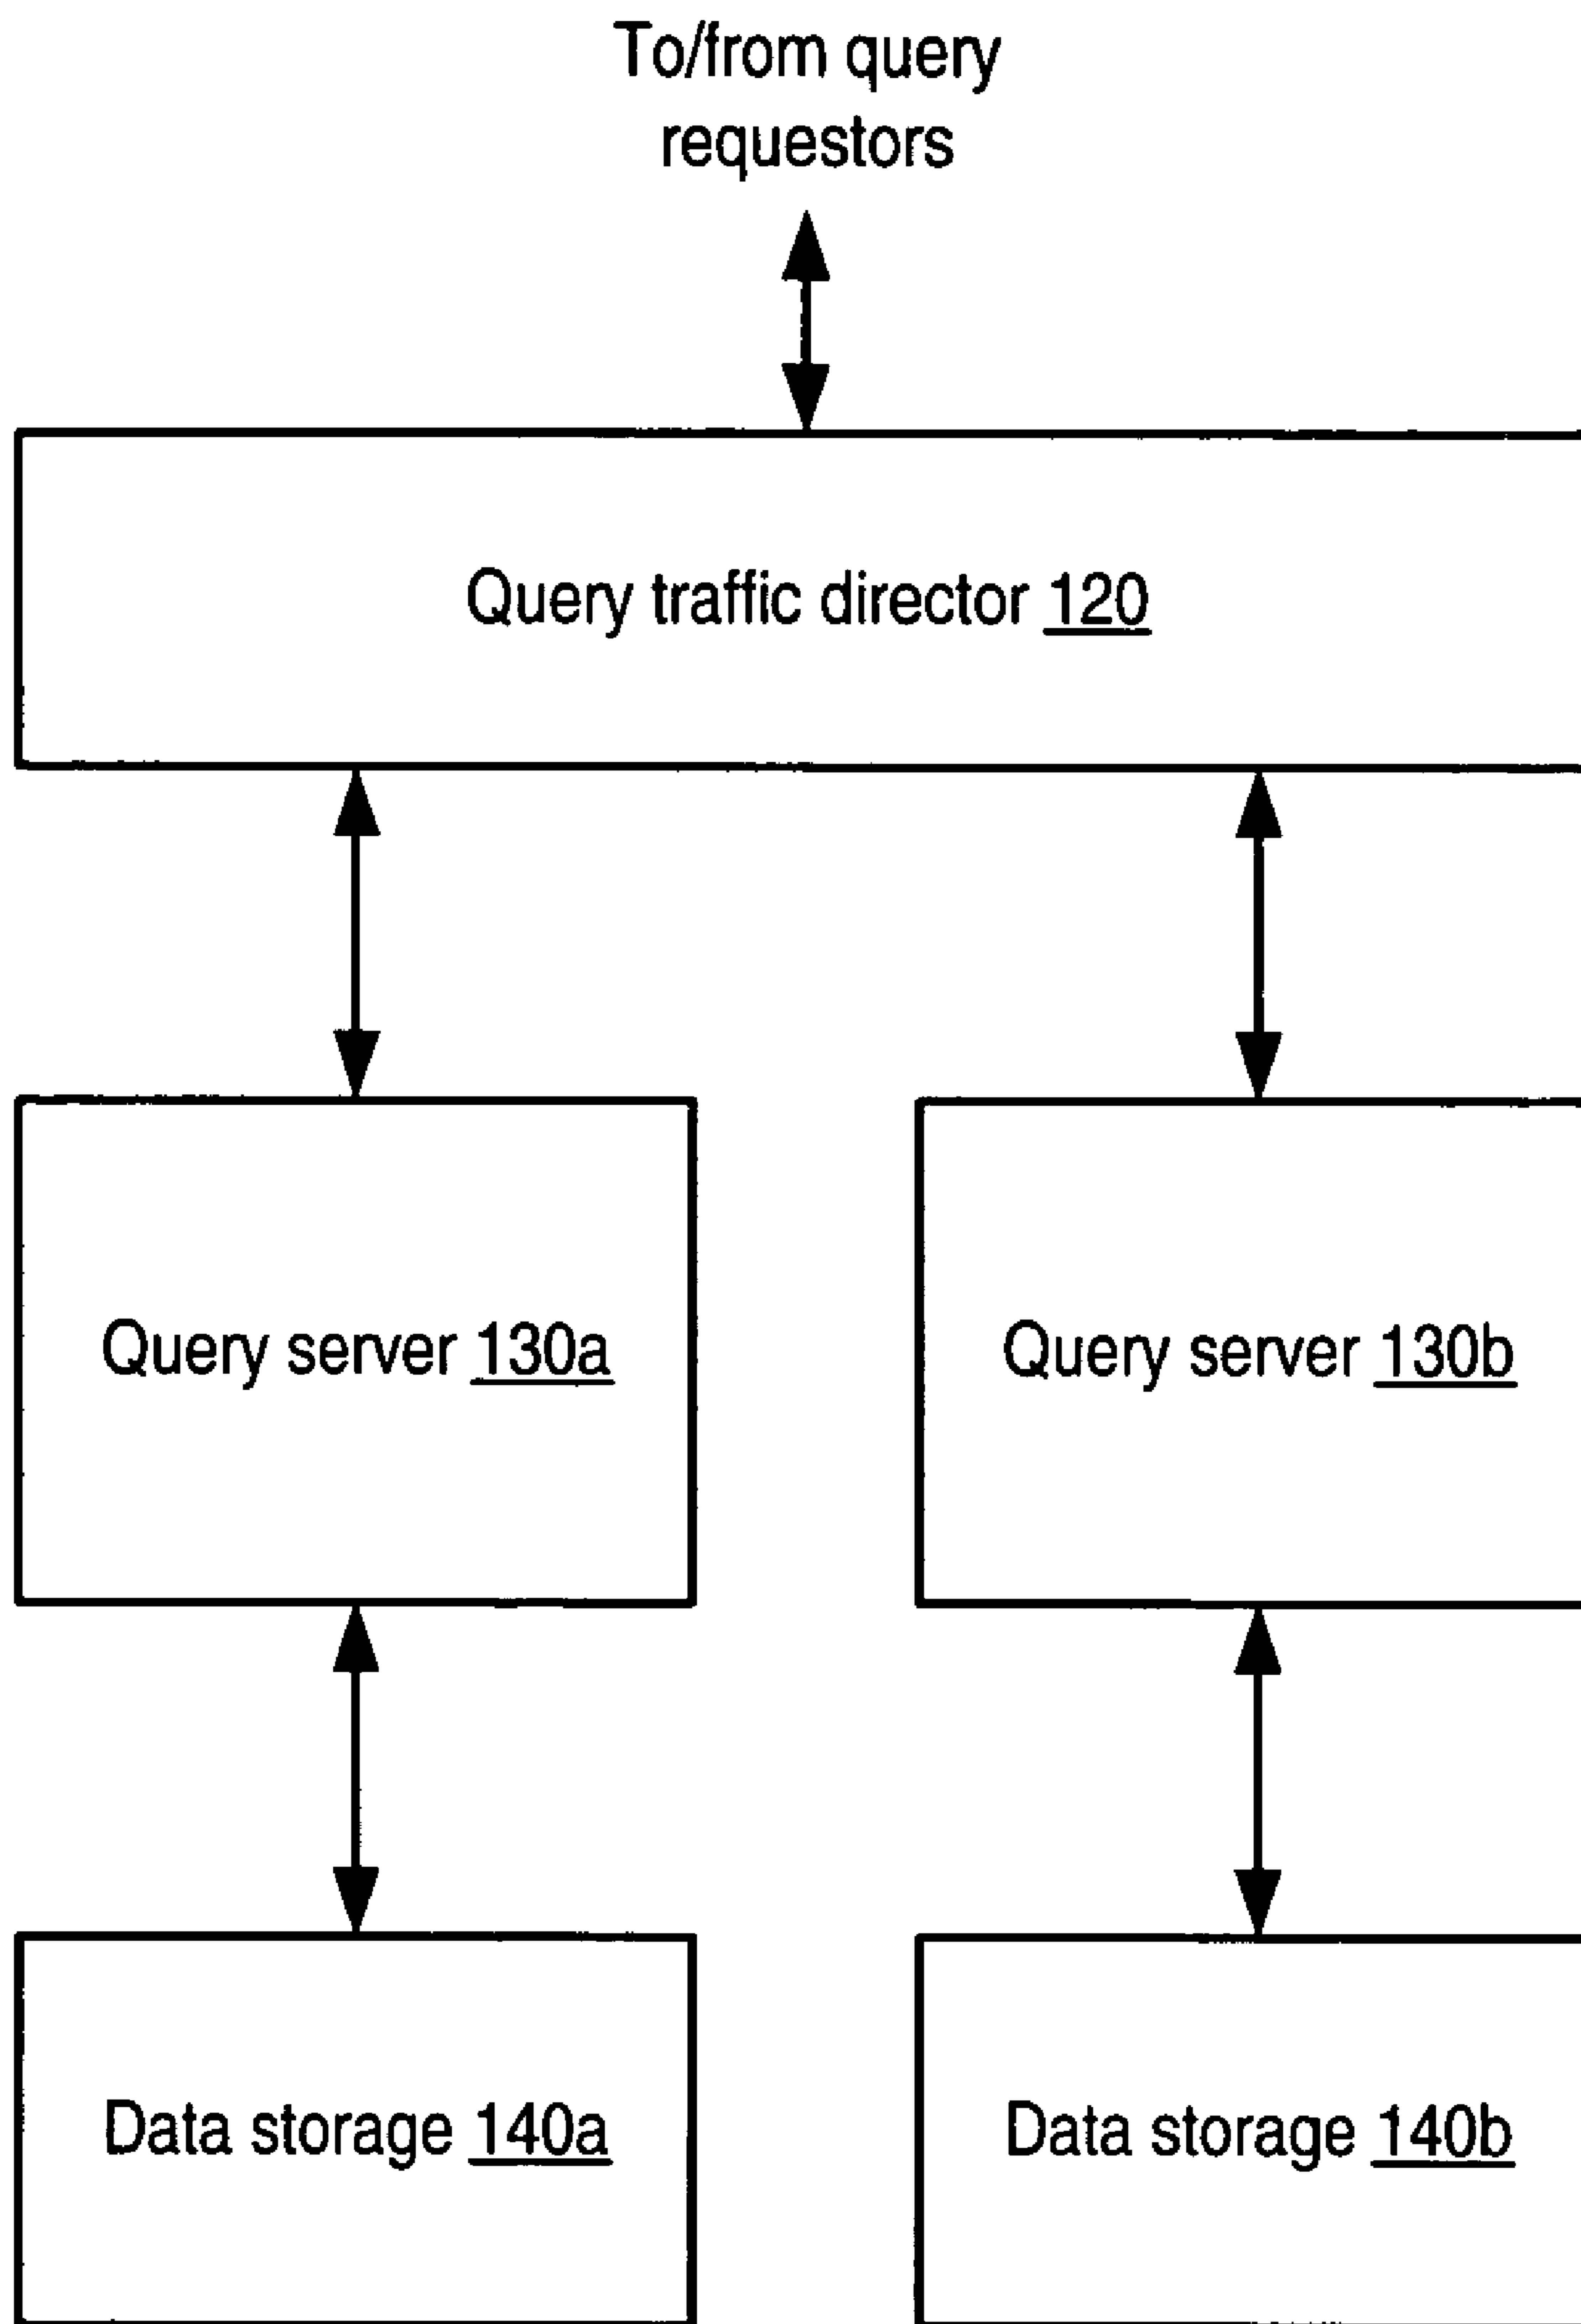 To/from query
requestors
Query traffic director 120
Query server 130a
Query server 130b
Data storage 140a
Data storage 140b